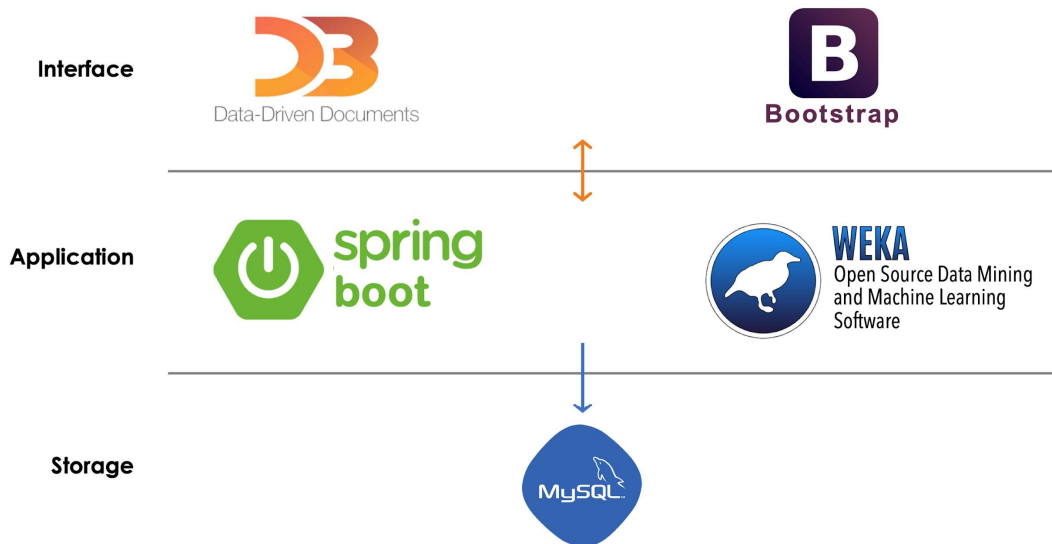 Interface
D3
Data-Driven Documents
B
Bootstrap
Application
spring
boot
WEKA
Open Source Data Mining
and Machine Learning
Software
Storage
MySQL